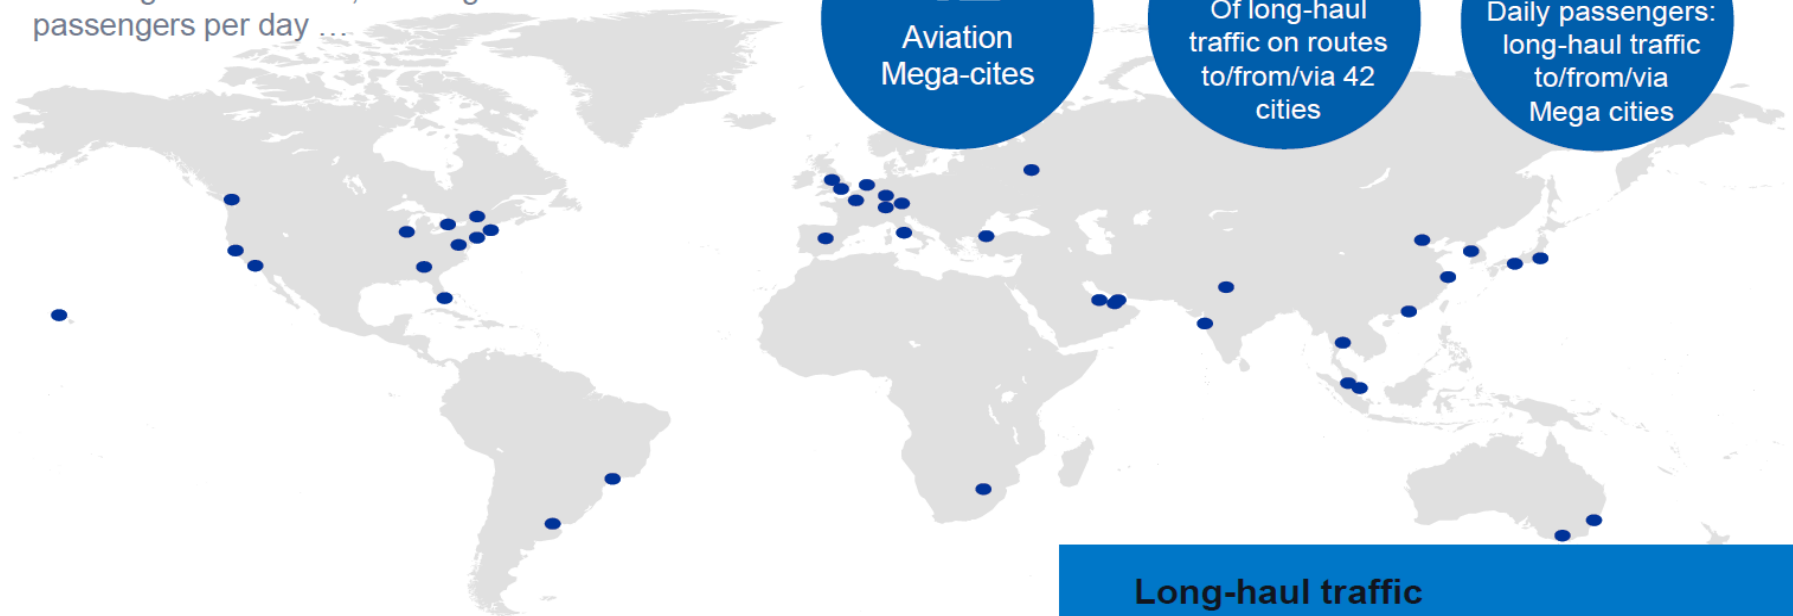 passengers per day ...
Aviation
Mega-cites
Of long-haul
traffic on routes
to/from/via 42
cities
Daily passengers:
long-haul traffic
to/from/via
Mega cities
Long-haul traffic